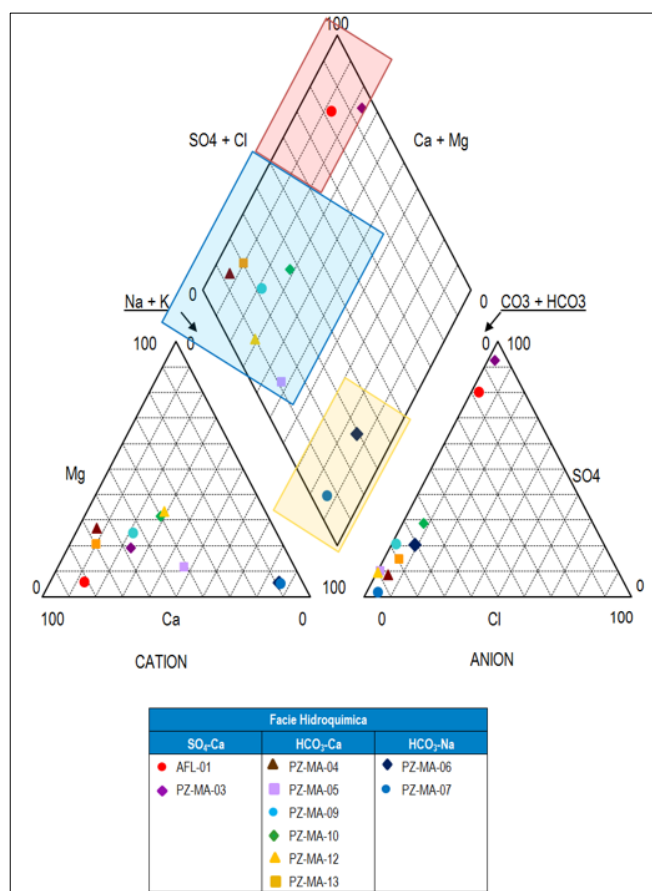 100
SO4 + Cl
Ca + Mg
0
0
Na + K
CO3 + HCO3
100
0
0
100
Mg
SO4
0
100
0
100
Ca
0
0
Cl
100
CATION
ANION
Facie Hidroquimica
SO₄-Ca HCO₃-Ca HCO₃-Na
AFL-01 PZ-MA-04 PZ-MA-06
PZ-MA-03 PZ-MA-05 PZ-MA-07
PZ-MA-09
PZ-MA-10
PZ-MA-12
PZ-MA-13